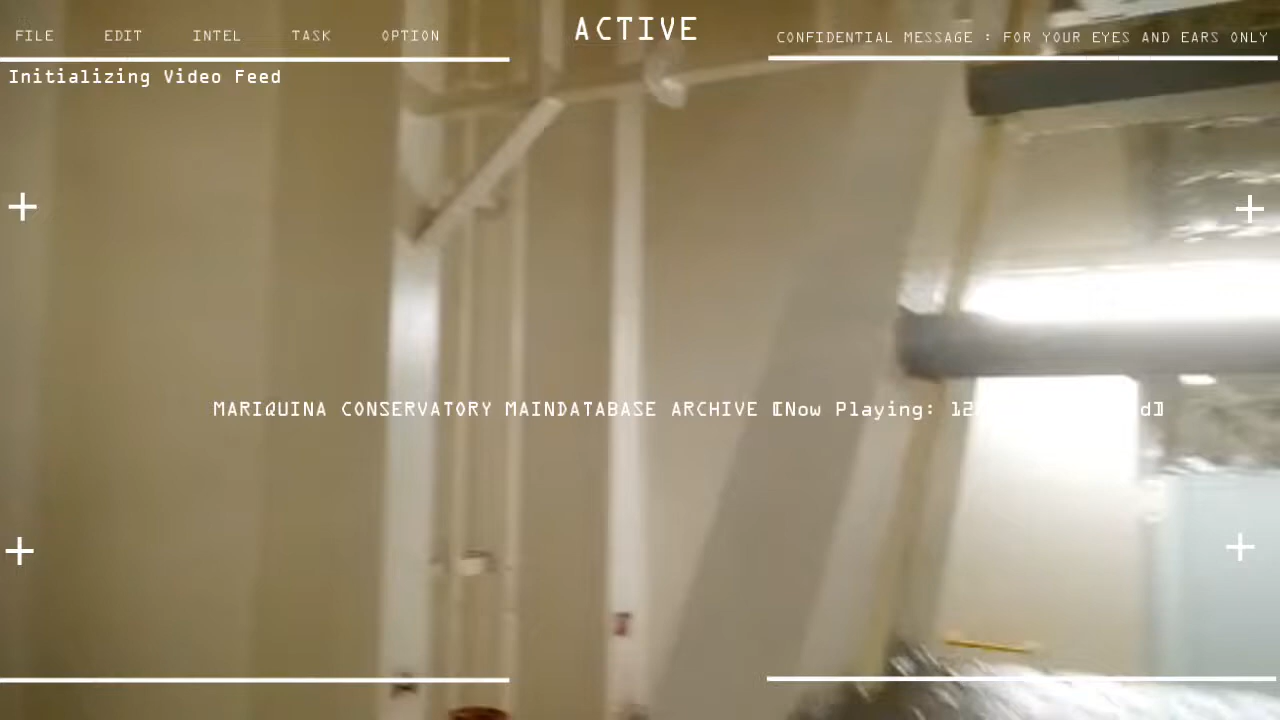 FILE EDIT INTEL TASK OPTION
ACTIVE
CONFIDENTIAL MESSAGE : FOR YOUR EYES AND EARS ONLY
Initializing Video Feed
MARIQUINA CONSERVATORY MAINDATABASE ARCHIVE [Now Playing: